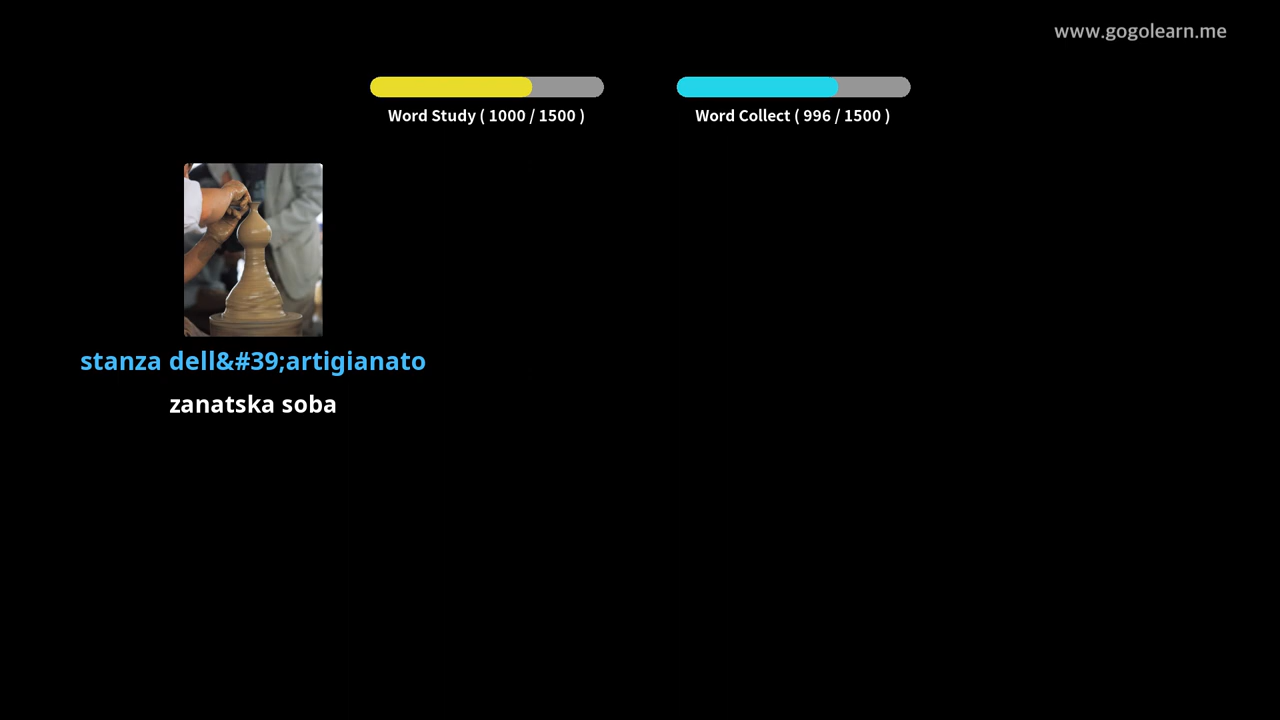 www.gogolearn.me
Word Study ( 1000 / 1500 )
Word Collect ( 996 / 1500 )
stanza dell&#39;artigianato
zanatska soba